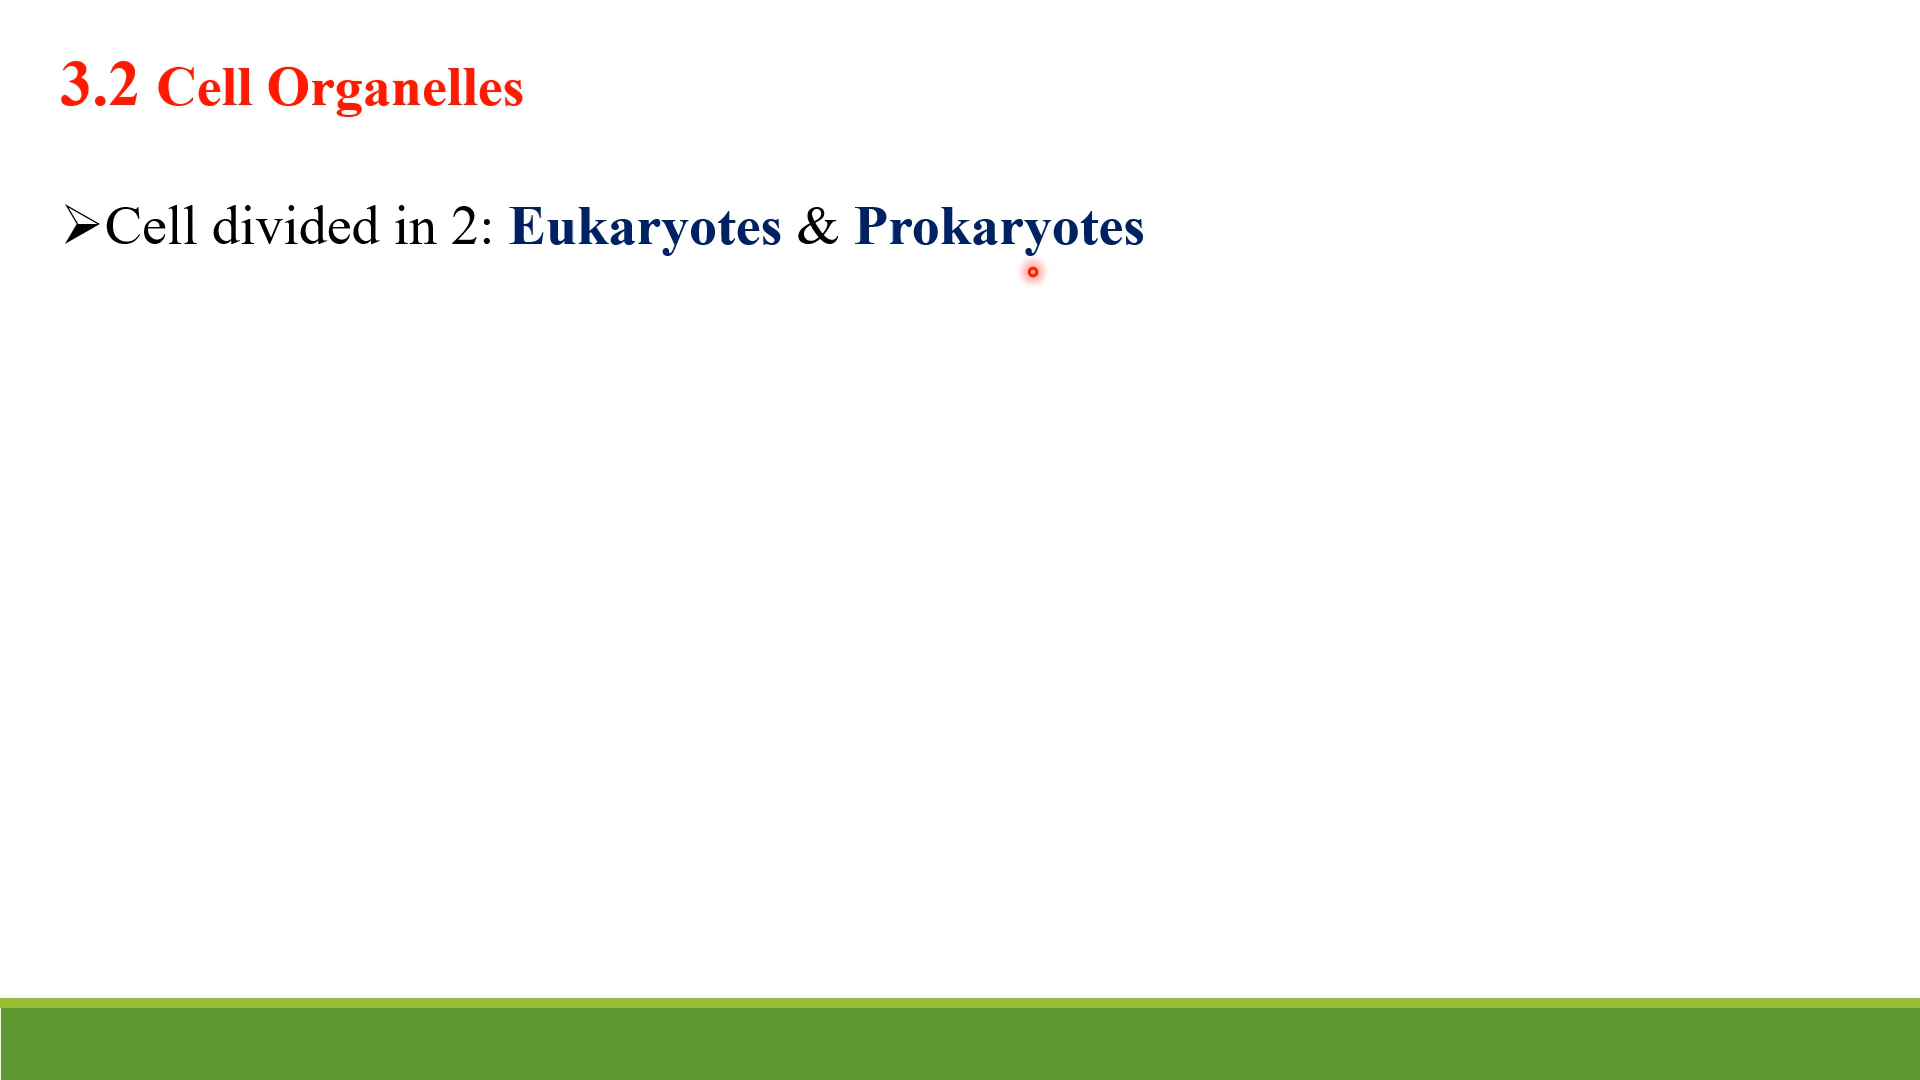 3.2 Cell Organelles
➢Cell divided in 2: Eukaryotes & Prokaryotes